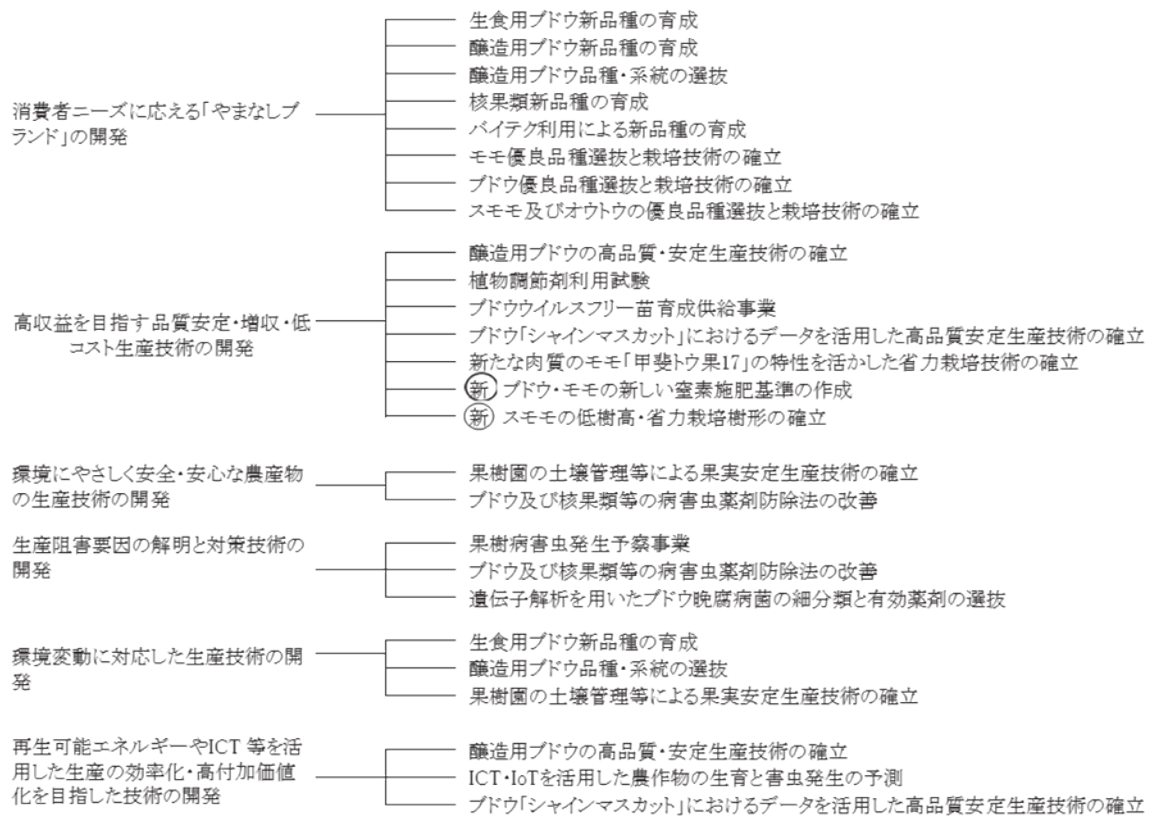 消費者ニーズに応える「やまなしブ
ランド」の開発
生食用ブドウ新品種の育成
醸造用ブドウ新品種の育成
醸造用ブドウ品種・系統の選抜
核果類新品種の育成
バイテク利用による新品種の育成
モモ優良品種選抜と栽培技術の確立
ブドウ優良品種選抜と栽培技術の確立
スモモ及びオウトウの優良品種選抜と栽培技術の確立
高収益を目指す品質安定・増収・低
コスト生産技術の開発
醸造用ブドウの高品質・安定生産技術の確立
植物調節剤利用試験
ブドウウイルスフリー苗育成供給事業
ブドウ「シャインマスカット」におけるデータを活用した高品質安定生産技術の確立
新たな肉質のモモ「甲斐トウ果17」の特性を活かした省力栽培技術の確立
新 ブドウ・モモの新しい窒素施肥基準の作成
新 スモモの低樹高・省力栽培樹形の確立
環境にやさしく安全・安心な農産物
の生産技術の開発
果樹園の土壌管理等による果実安定生産技術の確立
ブドウ及び核果類等の病害虫薬剤防除法の改善
生産阻害要因の解明と対策技術の
開発
果樹病害虫発生予察事業
ブドウ及び核果類等の病害虫薬剤防除法の改善
遺伝子解析を用いたブドウ晩腐病菌の細分類と有効薬剤の選抜
環境変動に対応した生産技術の開
発
生食用ブドウ新品種の育成
醸造用ブドウ品種・系統の選抜
果樹園の土壌管理等による果実安定生産技術の確立
再生可能エネルギーやICT 等を活
用した生産の効率化・高付加価値
化を目指した技術の開発
醸造用ブドウの高品質・安定生産技術の確立
ICT・IoTを活用した農作物の生育と害虫発生の予測
ブドウ「シャインマスカット」におけるデータを活用した高品質安定生産技術の確立